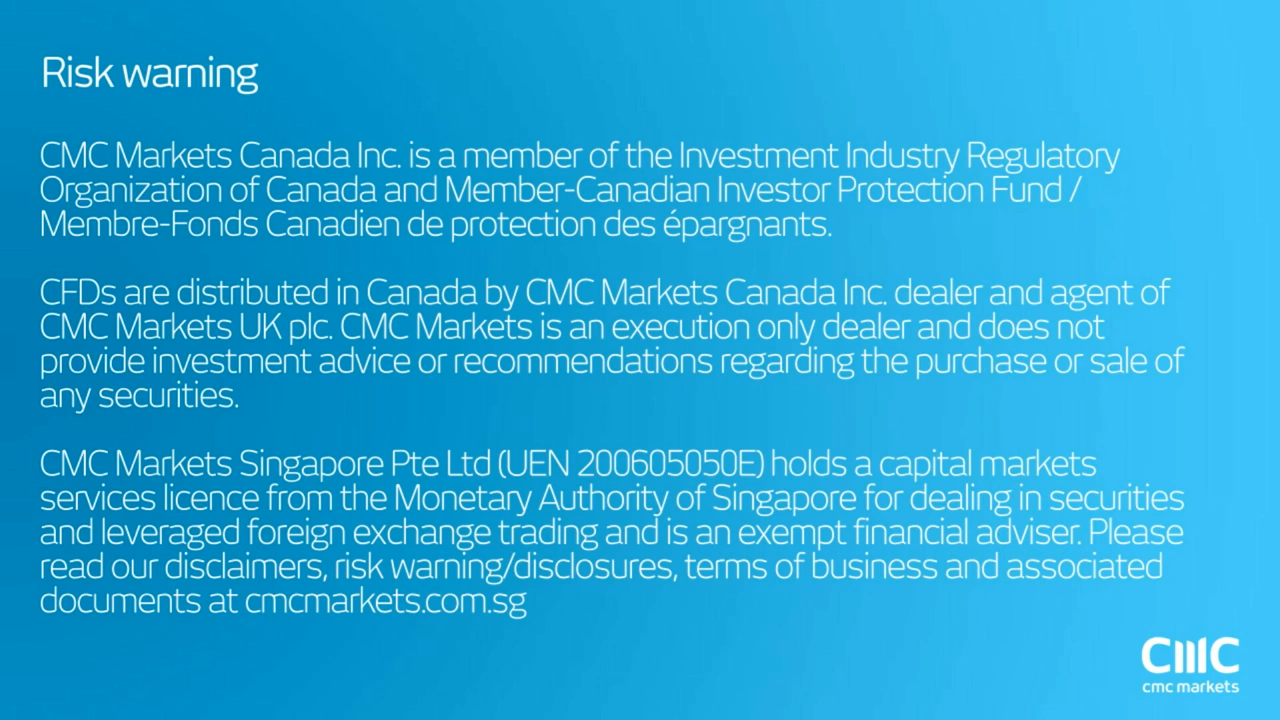 Risk warning
CMC Markets Canada Inc. is a member of the Investment Industry Regulatory
Organization of Canada and Member-Canadian Investor Protection Fund /
Membre-Fonds Canadien de protection des épargnants.
CFDs are distributed in Canada by CMC Markets Canada Inc. dealer and agent of
CMC Markets UK plc. CMC Markets is an execution only dealer and does not
provide investment advice or recommendations regarding the purchase or sale of
any securities.
CMC Markets Singapore Pte Ltd (UEN 200605050E) holds a capital markets
services licence from the Monetary Authority of Singapore for dealing in securities
and leveraged foreign exchange trading and is an exempt financial adviser. Please
read our disclaimers, risk warning/disclosures, terms of business and associated
documents at cmcmarkets.com.sg
CMC
cmc markets